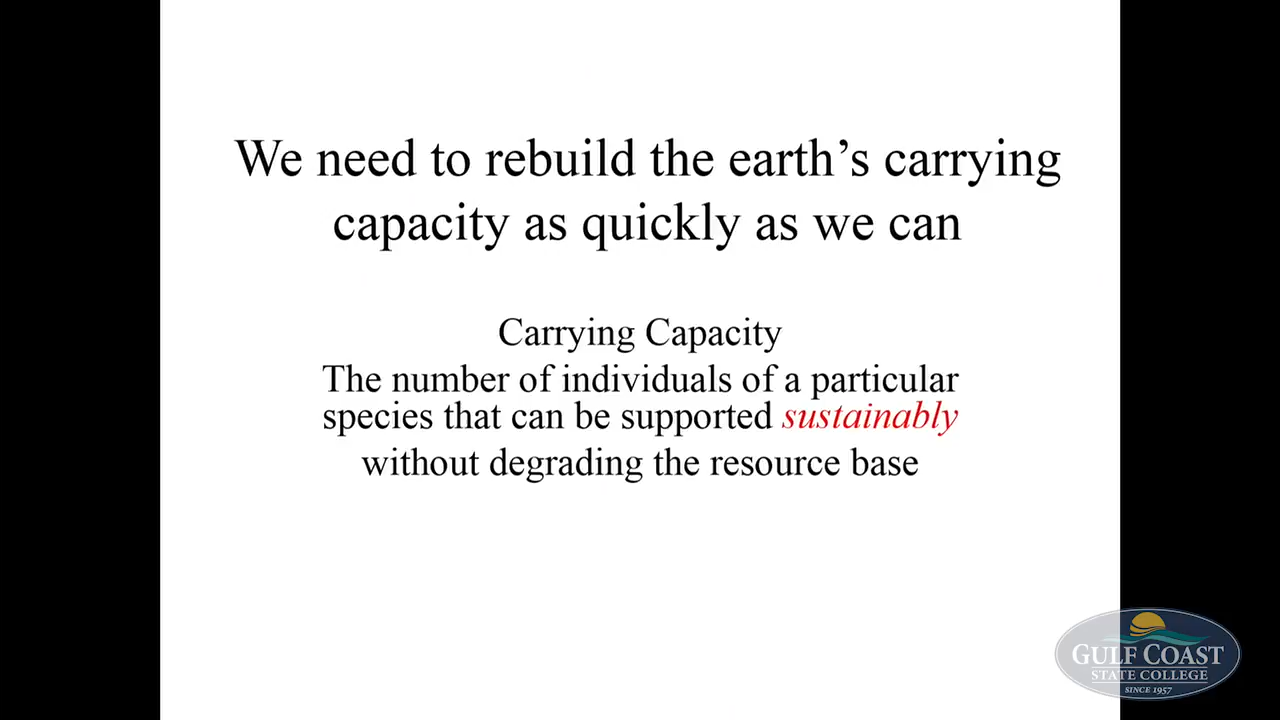 We need to rebuild the earth’s carrying
capacity as quickly as we can
Carrying Capacity
The number of individuals of a particular
species that can be supported sustainably
without degrading the resource base
GULF COAST
STATE COLLEGE
SINCE 1957